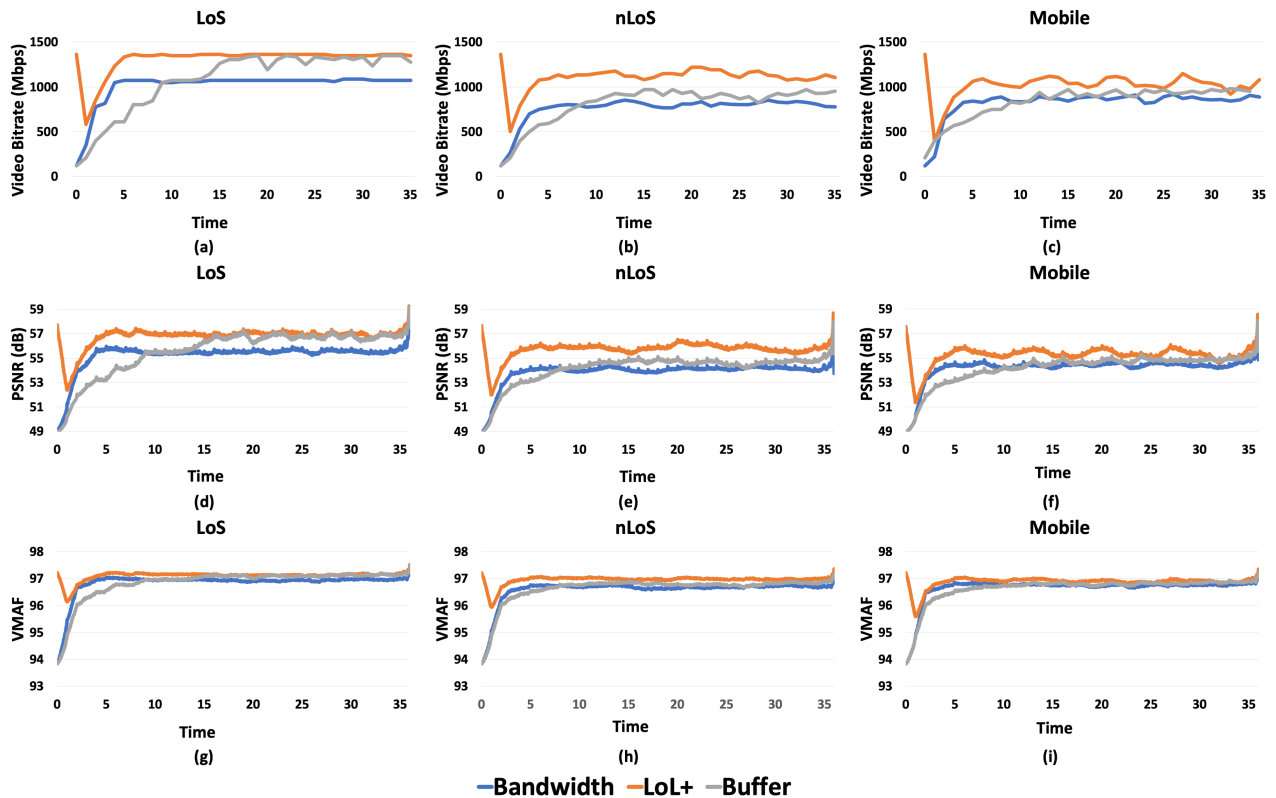 LoS
nLoS
Mobile
Video Bitrate (Mbps)
1500
1000
500
0
0 5 10 15 20 25 30 35
Time
(a)
Video Bitrate (Mbps)
1500
1000
500
0
0 5 10 15 20 25 30 35
Time
(b)
Video Bitrate (Mbps)
1500
1000
500
0
0 5 10 15 20 25 30 35
Time
(c)
LoS
nLoS
Mobile
PSNR (dB)
59
57
55
53
51
49
0 5 10 15 20 25 30 35
Time
(d)
PSNR (dB)
59
57
55
53
51
49
0 5 10 15 20 25 30 35
Time
(e)
PSNR (dB)
59
57
55
53
51
49
0 5 10 15 20 25 30 35
Time
(f)
LoS
nLoS
Mobile
VMAF
98
97
96
95
94
93
0 5 10 15 20 25 30 35
Time
(g)
VMAF
98
97
96
95
94
93
0 5 10 15 20 25 30 35
Time
(h)
VMAF
98
97
96
95
94
93
0 5 10 15 20 25 30 35
Time
(i)
Bandwidth LoL+ Buffer